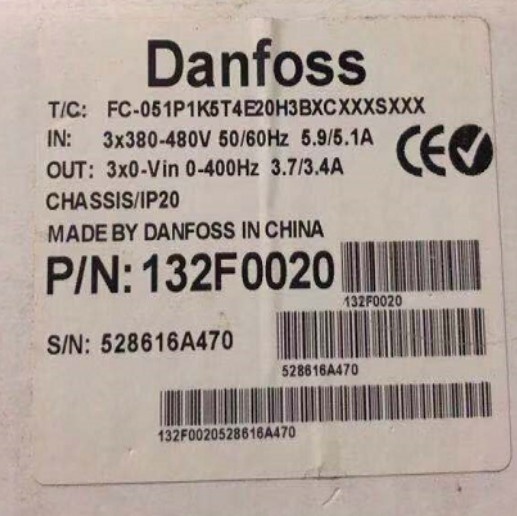 Danfoss
T/C: FC-051P1K5T4E20H3BXCXXXSXXX
IN: 3x380-480V 50/60Hz 5.9/5.1A
OUT: 3x0-Vin 0-400Hz 3.7/3.4A
CHASSIS/IP20
MADE BY DANFOSS IN CHINA
P/N: 132F0020
132F0020
S/N: 528616A470
528616A470
132F0020528616A470